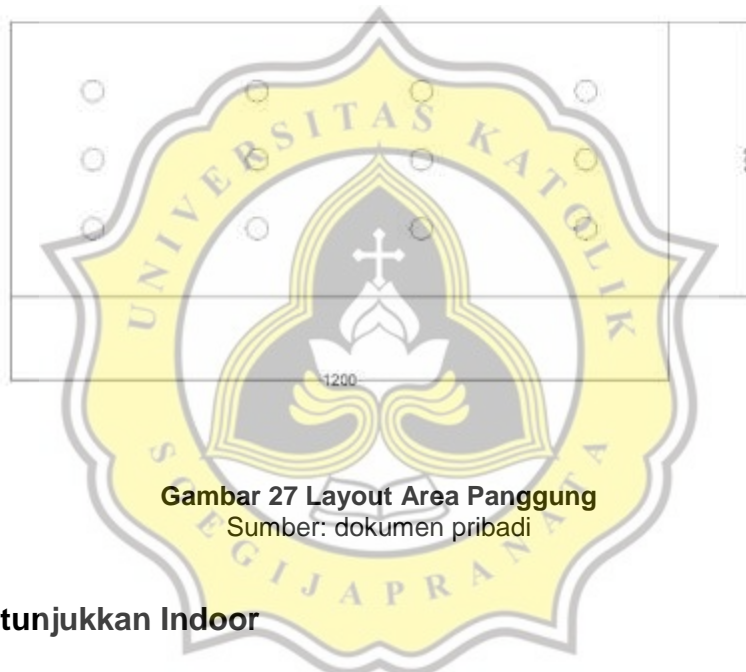 UNIVERSITAS KATOLIK
1200
Gambar 27 Layout Area Panggung
Sumber: dokumen pribadi
SOEGIJAPRANATA
tunjukkan Indoor